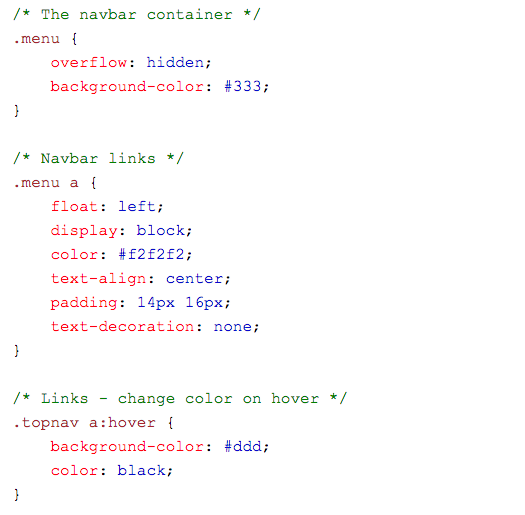 /* The navbar container */
.menu {
    overflow: hidden;
    background-color: #333;
}

/* Navbar links */
.menu a {
    float: left;
    display: block;
    color: #f2f2f2;
    text-align: center;
    padding: 14px 16px;
    text-decoration: none;
}

/* Links - change color on hover */
.topnav a:hover {
    background-color: #ddd;
    color: black;
}